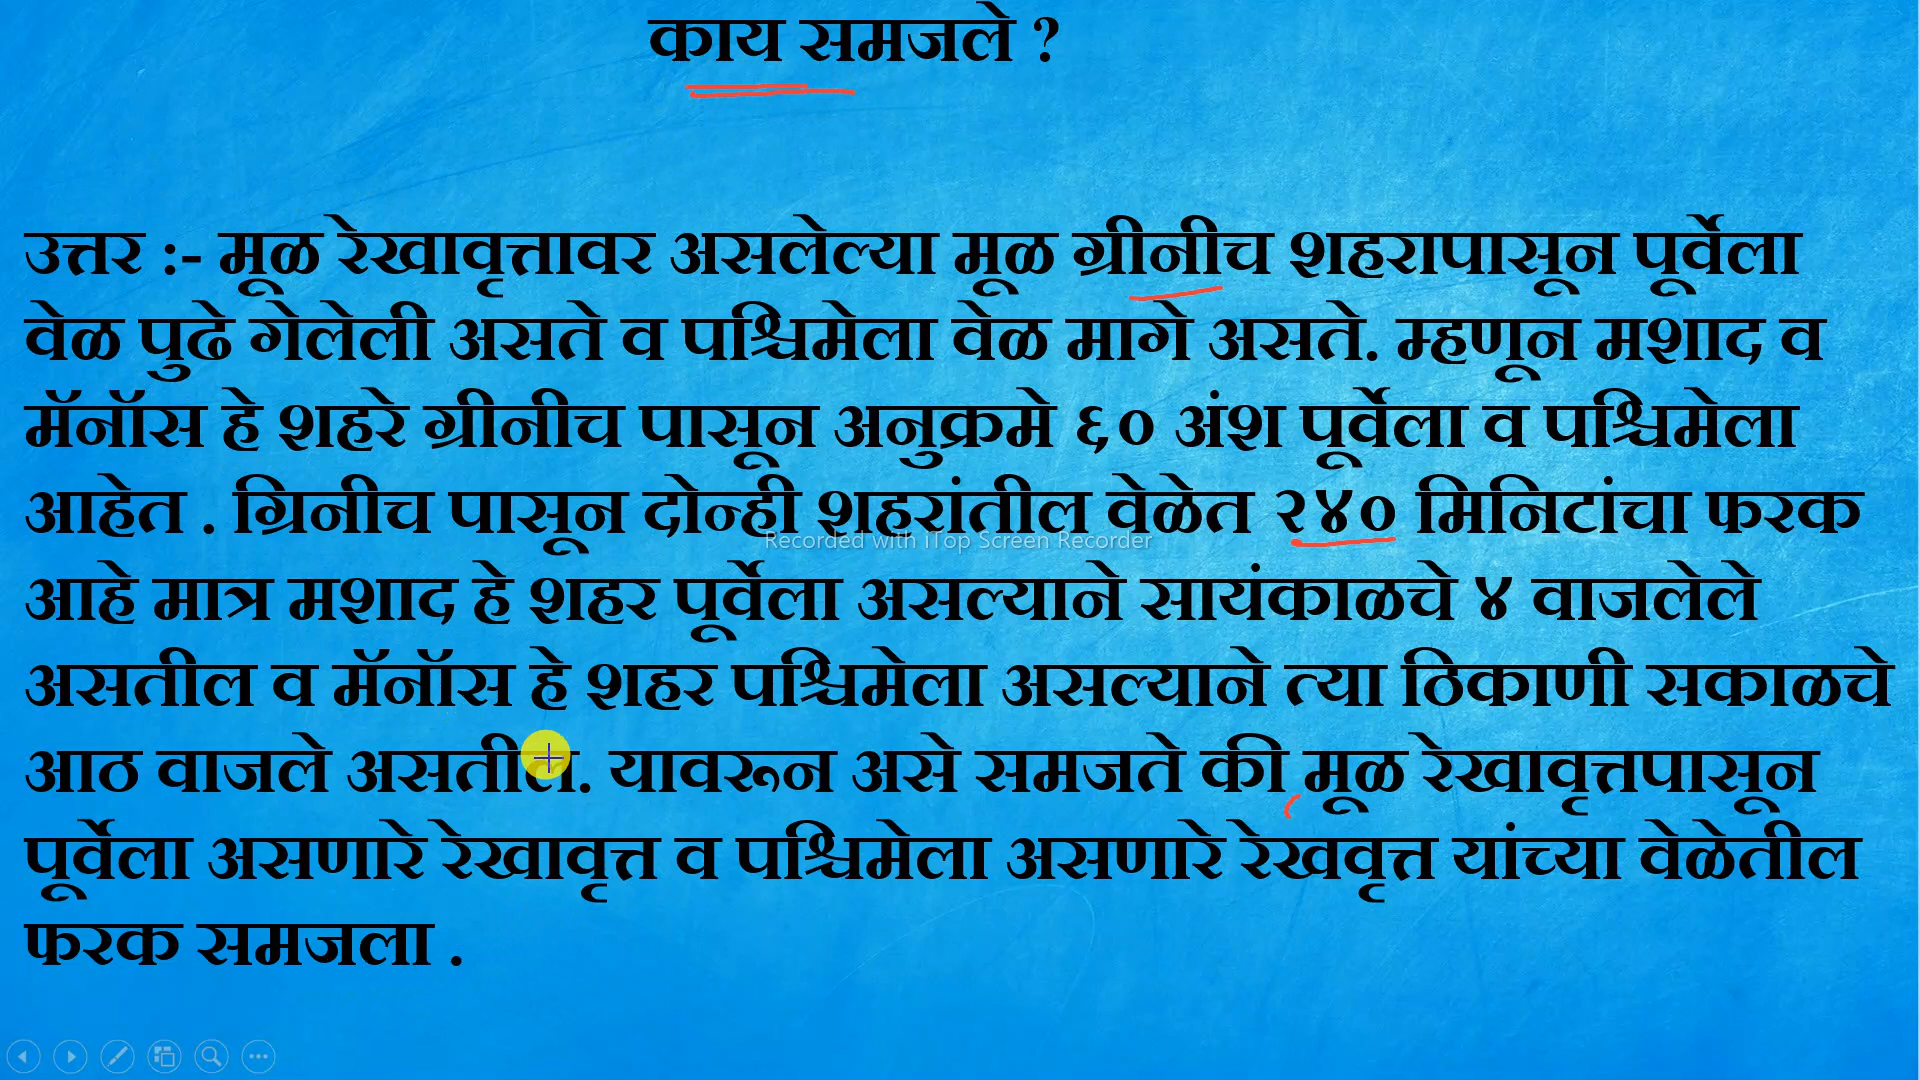 काय समजले ?
उत्तर :- मूळ रेखावृत्तावर असलेल्या मूळ ग्रीनीच शहरापासून पूर्वेला
वेळ पुढे गेलेली असते व पश्चिमेला वेळ मागे असते. म्हणून मशाद व
मॅनॉस हे शहरे ग्रीनीच पासून अनुक्रमे ६० अंश पूर्वेला व पश्चिमेला
आहेत . ग्रिनीच पासून दोन्ही शहरांतील वेळेत २४० मिनिटांचा फरक
Recorded with iTop Screen Recorder
आहे मात्र मशाद हे शहर पूर्वेला असल्याने सायंकाळचे ४ वाजलेले
असतील व मॅनॉस हे शहर पश्चिमेला असल्याने त्या ठिकाणी सकाळचे
आठ वाजले असतील. यावरून असे समजते की मूळ रेखावृत्तपासून
पूर्वेला असणारे रेखावृत्त व पश्चिमेला असणारे रेखवृत्त यांच्या वेळेतील
फरक समजला .